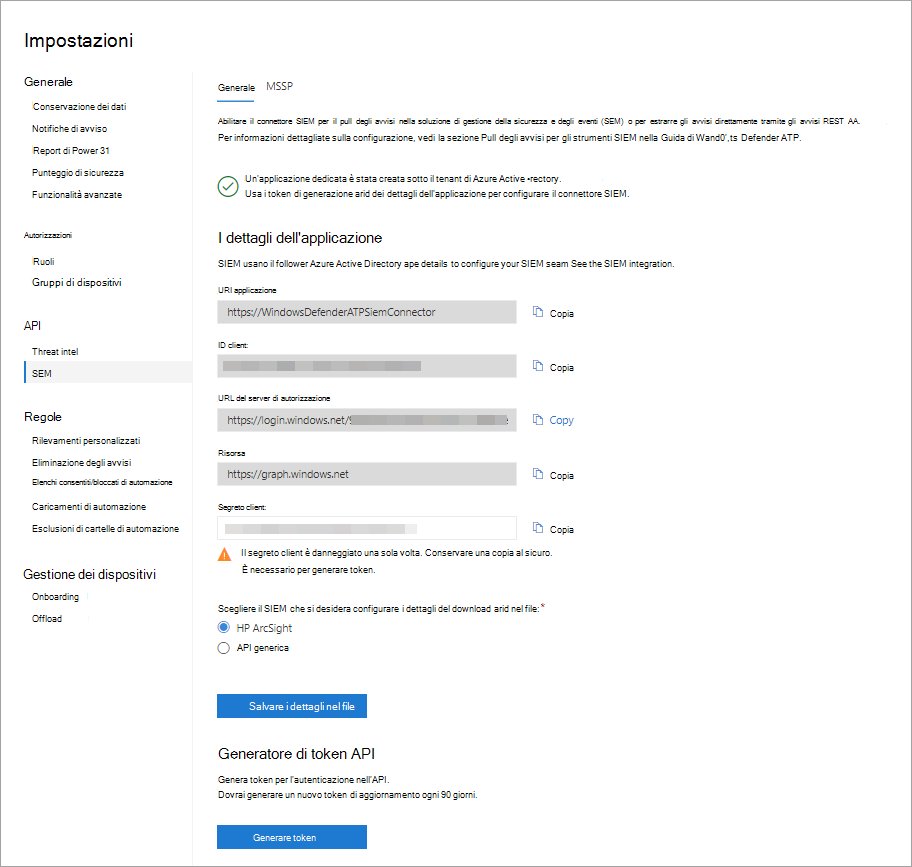 Impostazioni
Generale
Conservazione dei dati
Notifiche di avviso
Report di Power 31
Punteggio di sicurezza
Funzionalità avanzate
Autorizzazioni
Ruoli
Gruppi di dispositivi
API
Threat intel
SEM
Regole
Rilevamenti personalizzati
Eliminazione degli avvisi
Elenchi consentiti/bloccati di automazione
Caricamenti di automazione
Esclusioni di cartelle di automazione
Gestione dei dispositivi
Onboarding
Offload
Generale MSSP
Abilitare il connettore SIEM per il pull degli avvisi nella soluzione di gestione della sicurezza e degli eventi (SEM) o per estrarre gli avvisi direttamente tramite gli avvisi REST AA.
Per informazioni dettagliate sulla configurazione, vedi la sezione Pull degli avvisi per gli strumenti SIEM nella Guida di Wand0',ts Defender ATP.
Un'applicazione dedicata è stata creata sotto il tenant di Azure Active •rectory.
Usa i token di generazione arid dei dettagli dell'applicazione per configurare il connettore SIEM.
I dettagli dell'applicazione
SIEM usano il follower Azure Active Directory ape details to configure your SIEM seam See the SIEM integration.
URI applicazione
https://WindowsDefenderATPSiemConnector Copia
ID client:
Copia
URL del server di autorizzazione
https://login.windows.net/ Copy
Risorsa
https://graph.windows.net Copia
Segreto client:
Copia
Il segreto client è danneggiato una sola volta. Conservare una copia al sicuro.
È necessario per generare token.
Scegliere il SIEM che si desidera configurare i dettagli del download arid nel file:*
HP ArcSight
API generica
Salvare i dettagli nel file
Generatore di token API
Genera token per l'autenticazione nell'API.
Dovrai generare un nuovo token di aggiornamento ogni 90 giorni.
Generare token